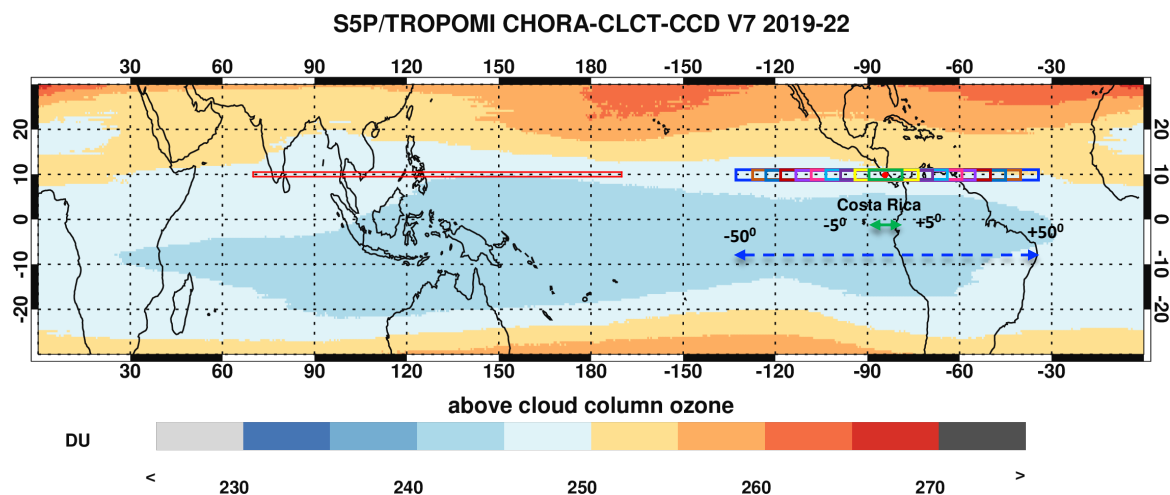 S5P/TROPOMI CHORA-CLCT-CCD V7 2019-22
30 60 90 120 150 180 -150 -120 -90 -60 -30
20 20
10 10
Costa Rica
0 0
-5⁰ +5⁰
-50⁰ +50⁰
-10 -10
-20 -20
30 60 90 120 150 180 -150 -120 -90 -60 -30
above cloud column ozone
DU
< >
230 240 250 260 270